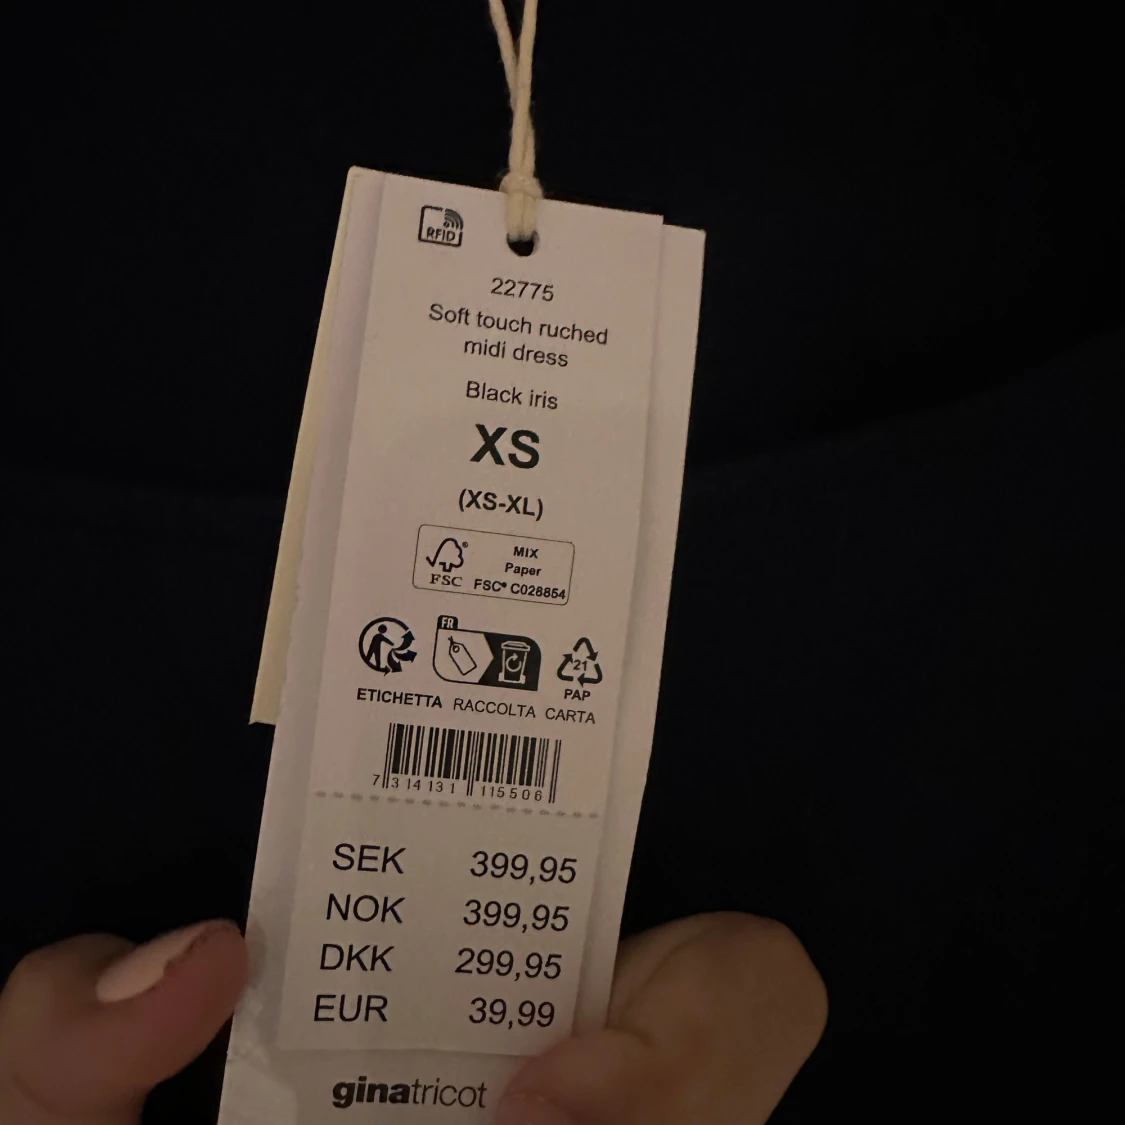 RFID
22775
Soft touch ruched
midi dress
Black iris
XS
(XS-XL)
FSC®
MIX
Paper
FSC® C028854
FR
21
PAP
ETICHETTA RACCOLTA CARTA
7 314131 115506
SEK 399,95
NOK 399,95
DKK 299,95
EUR 39,99
ginatricot